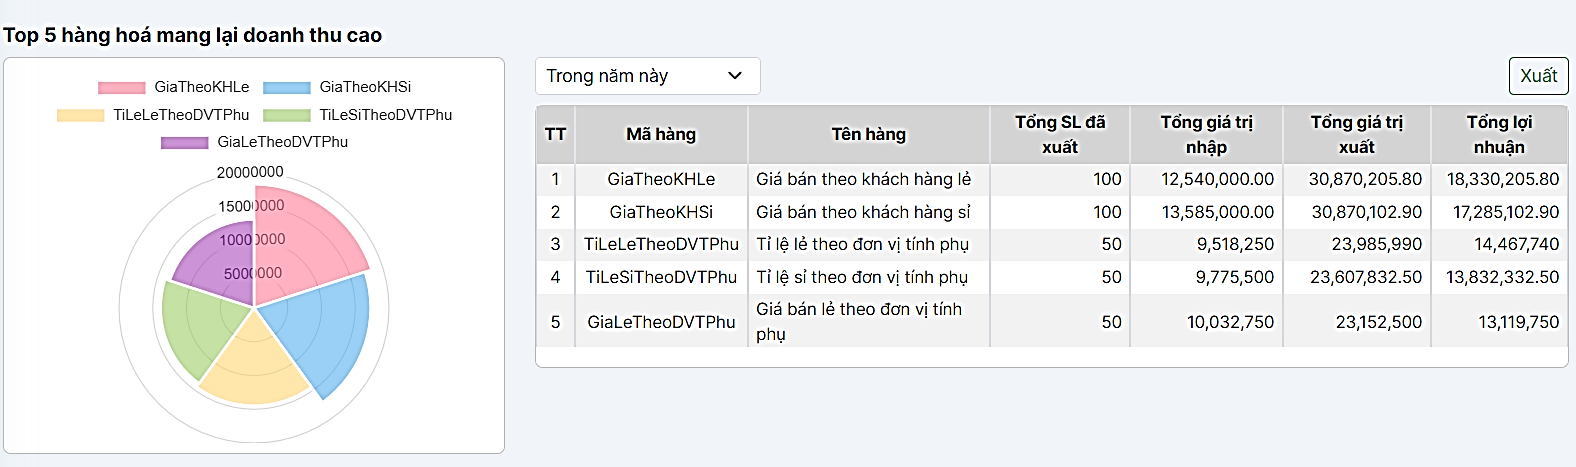 Top 5 hàng hoá mang lại doanh thu cao
GiaTheoKHLe GiaTheoKHSi
TiLeLeTheoDVTPhu TiLeSiTheoDVTPhu
GiaLeTheoDVTPhu
20000000
15000000
10000000
5000000
Trong năm này
Xuất
TT Mã hàng Tên hàng Tổng SL đã xuất Tổng giá trị nhập Tổng giá trị xuất Tổng lợi nhuận
1 GiaTheoKHLe Giá bán theo khách hàng lẻ 100 12,540,000.00 30,870,205.80 18,330,205.80
2 GiaTheoKHSi Giá bán theo khách hàng sỉ 100 13,585,000.00 30,870,102.90 17,285,102.90
3 TiLeLeTheoDVTPhu Tỉ lệ lẻ theo đơn vị tính phụ 50 9,518,250 23,985,990 14,467,740
4 TiLeSiTheoDVTPhu Tỉ lệ sỉ theo đơn vị tính phụ 50 9,775,500 23,607,832.50 13,832,332.50
5 GiaLeTheoDVTPhu Giá bán lẻ theo đơn vị tính phụ 50 10,032,750 23,152,500 13,119,750